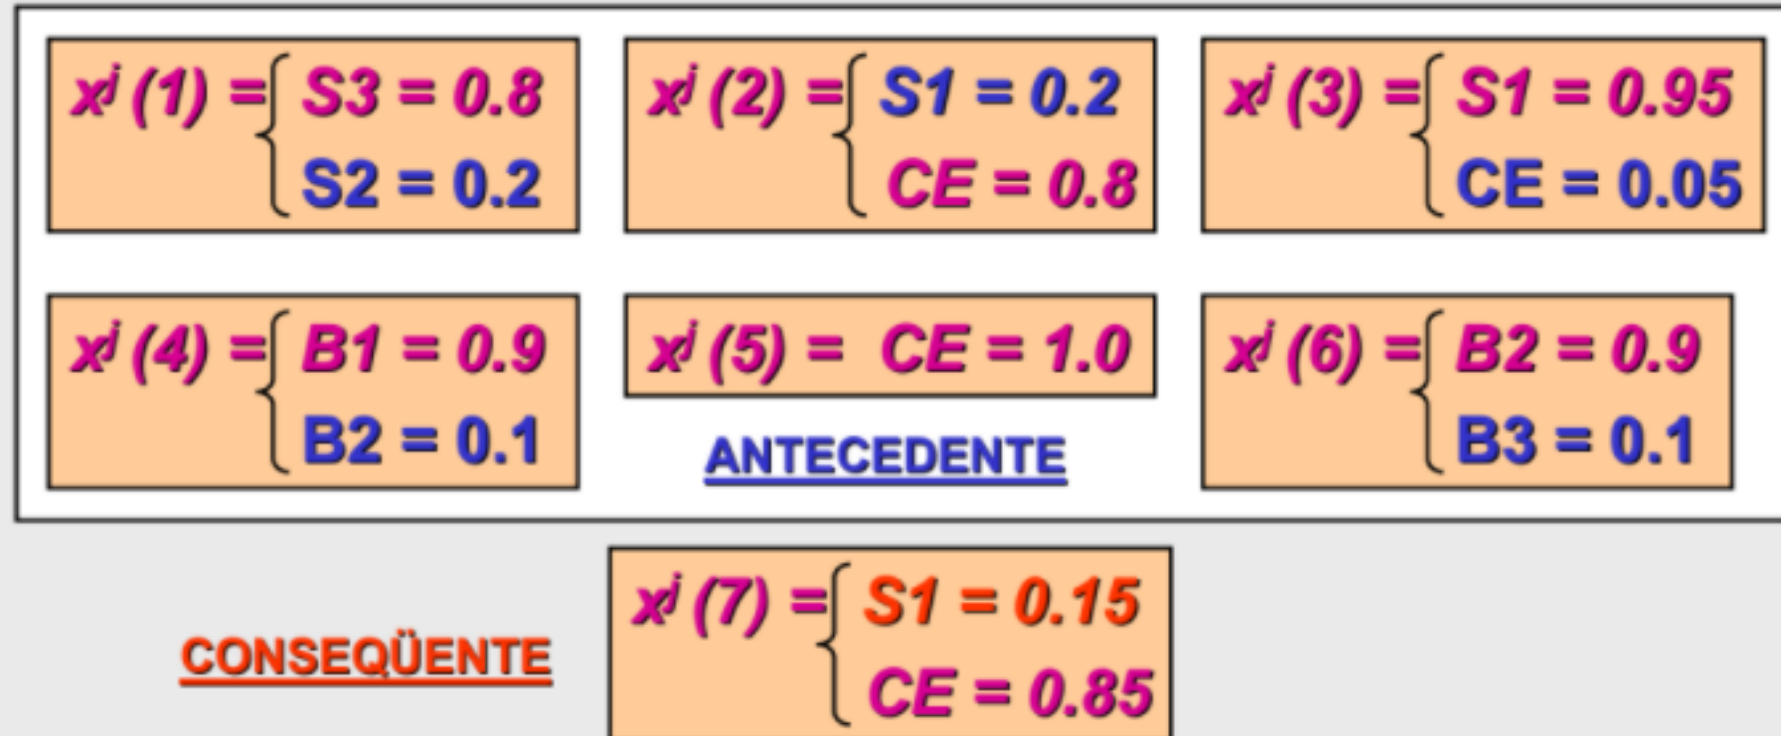 xʲ (1) = { S3 = 0.8
S2 = 0.2
xʲ (2) = { S1 = 0.2
CE = 0.8
xʲ (3) = { S1 = 0.95
CE = 0.05
xʲ (4) = { B1 = 0.9
B2 = 0.1
xʲ (5) = CE = 1.0
xʲ (6) = { B2 = 0.9
B3 = 0.1
ANTECEDENTE
xʲ (7) = { S1 = 0.15
CE = 0.85
CONSEQÜENTE